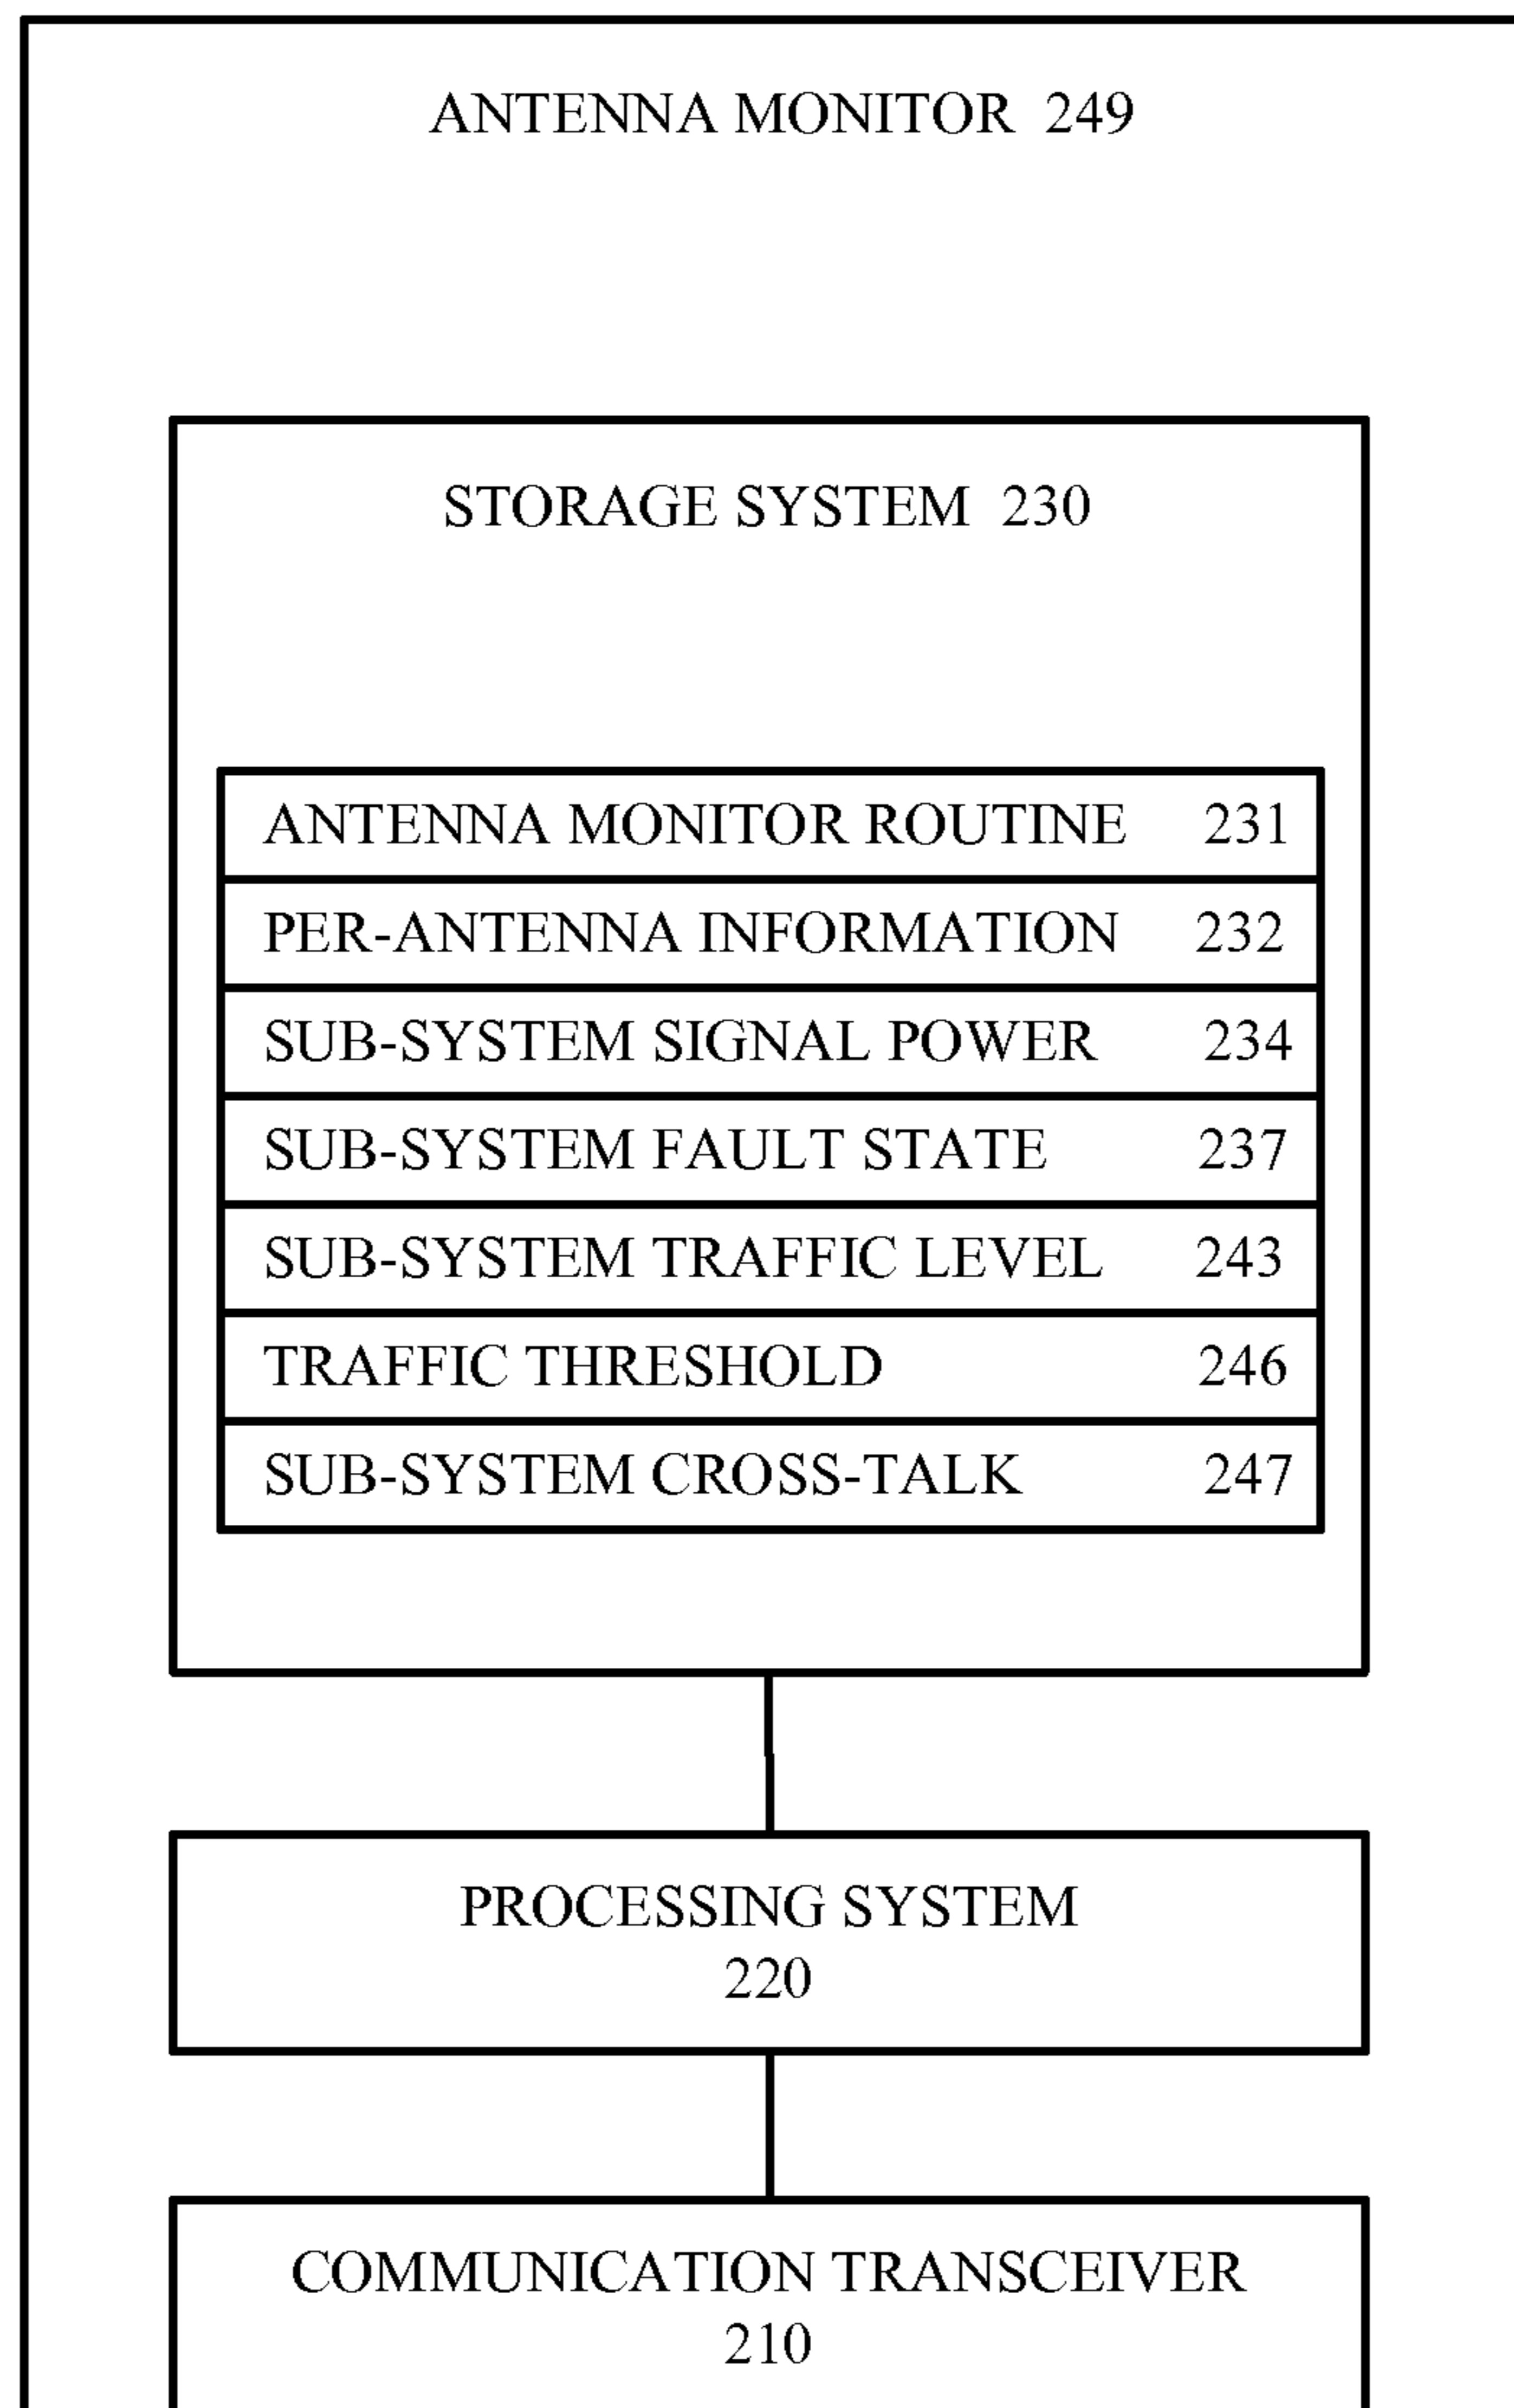 ANTENNA MONITOR 249
STORAGE SYSTEM 230
ANTENNA MONITOR ROUTINE 231
PER-ANTENNA INFORMATION 232
SUB-SYSTEM SIGNAL POWER 234
SUB-SYSTEM FAULT STATE 237
SUB-SYSTEM TRAFFIC LEVEL 243
TRAFFIC THRESHOLD 246
SUB-SYSTEM CROSS-TALK 247
PROCESSING SYSTEM
220
COMMUNICATION TRANSCEIVER
210